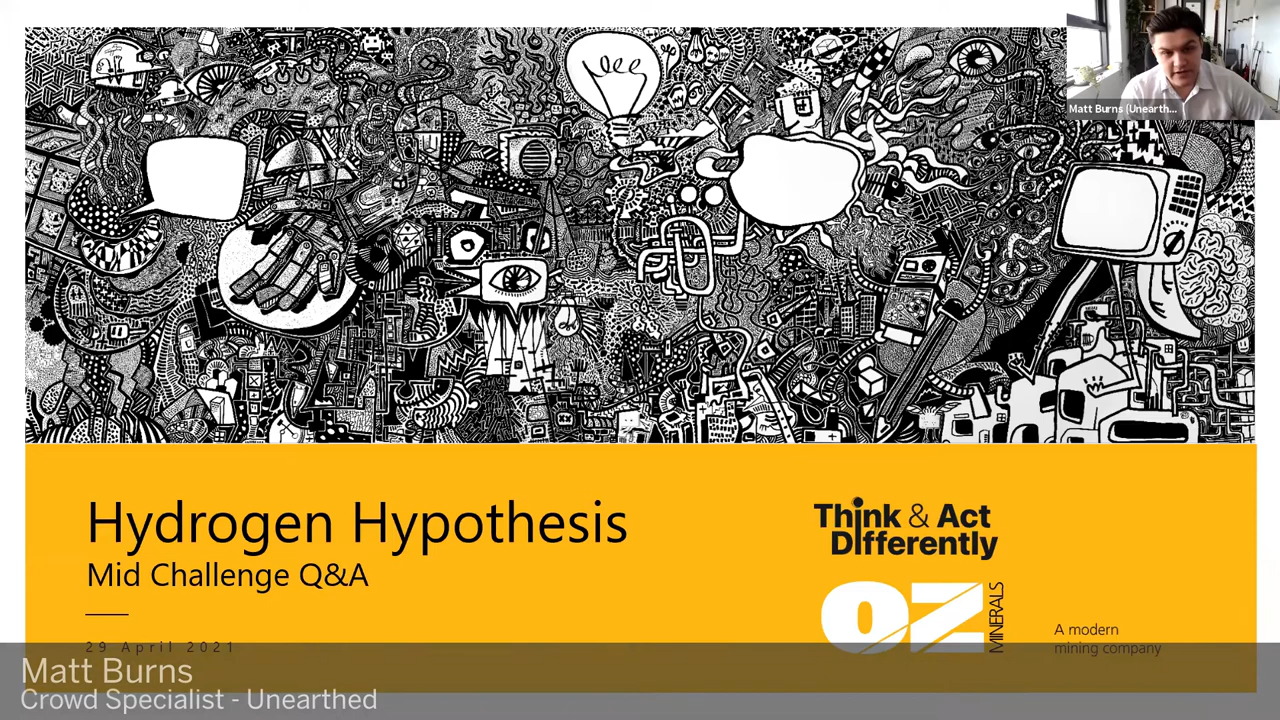 Matt Burns (Unearth...
Hydrogen Hypothesis
Mid Challenge Q&A
29 April 2021
Think & Act
Differently
OZ
MINERALS
A modern
mining company
Matt Burns
Crowd Specialist - Unearthed